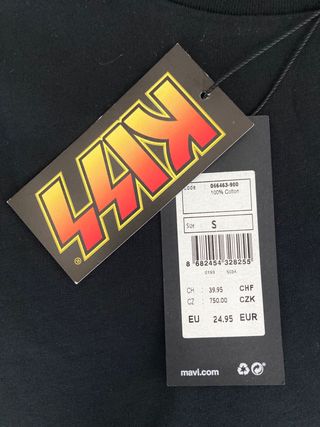 KISS
®
Code 066463-900
100% Cotton
Size S
8 682454 328255
CH : 39.95 CHF
CZ : 750.00 CZK
EU 24.95 EUR
mavi.com